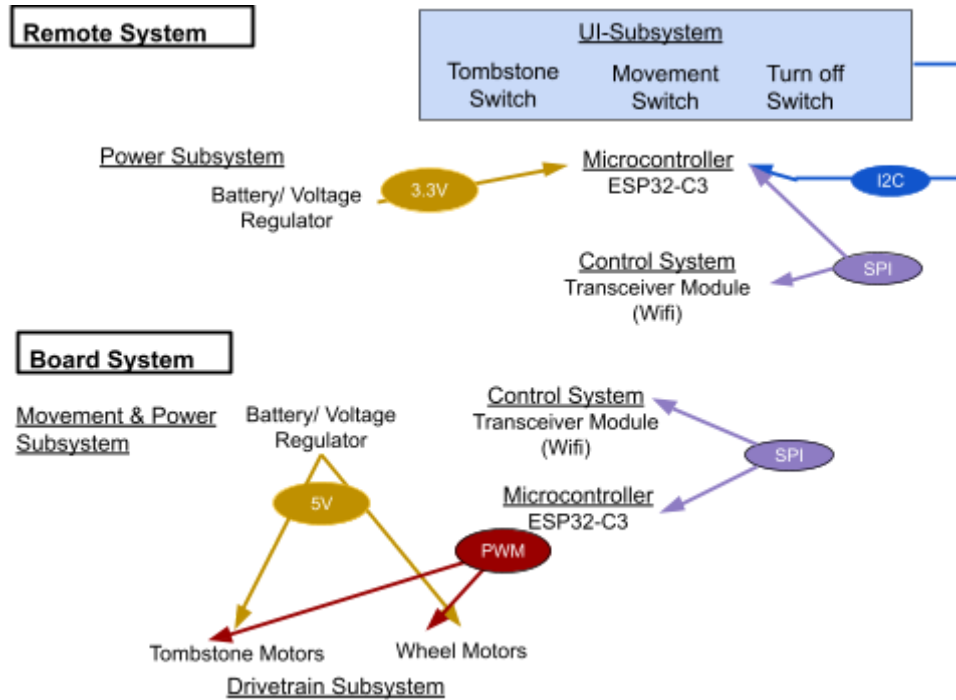 Remote System
UI-Subsystem
Tombstone Switch
Movement Switch
Turn off Switch
Power Subsystem
Battery/ Voltage
Regulator
3.3V
Microcontroller
ESP32-C3
I2C
Control System
Transceiver Module
(Wifi)
SPI
Board System
Movement & Power
Subsystem
Battery/ Voltage
Regulator
5V
Control System
Transceiver Module
(Wifi)
SPI
Microcontroller
ESP32-C3
PWM
Tombstone Motors
Wheel Motors
Drivetrain Subsystem